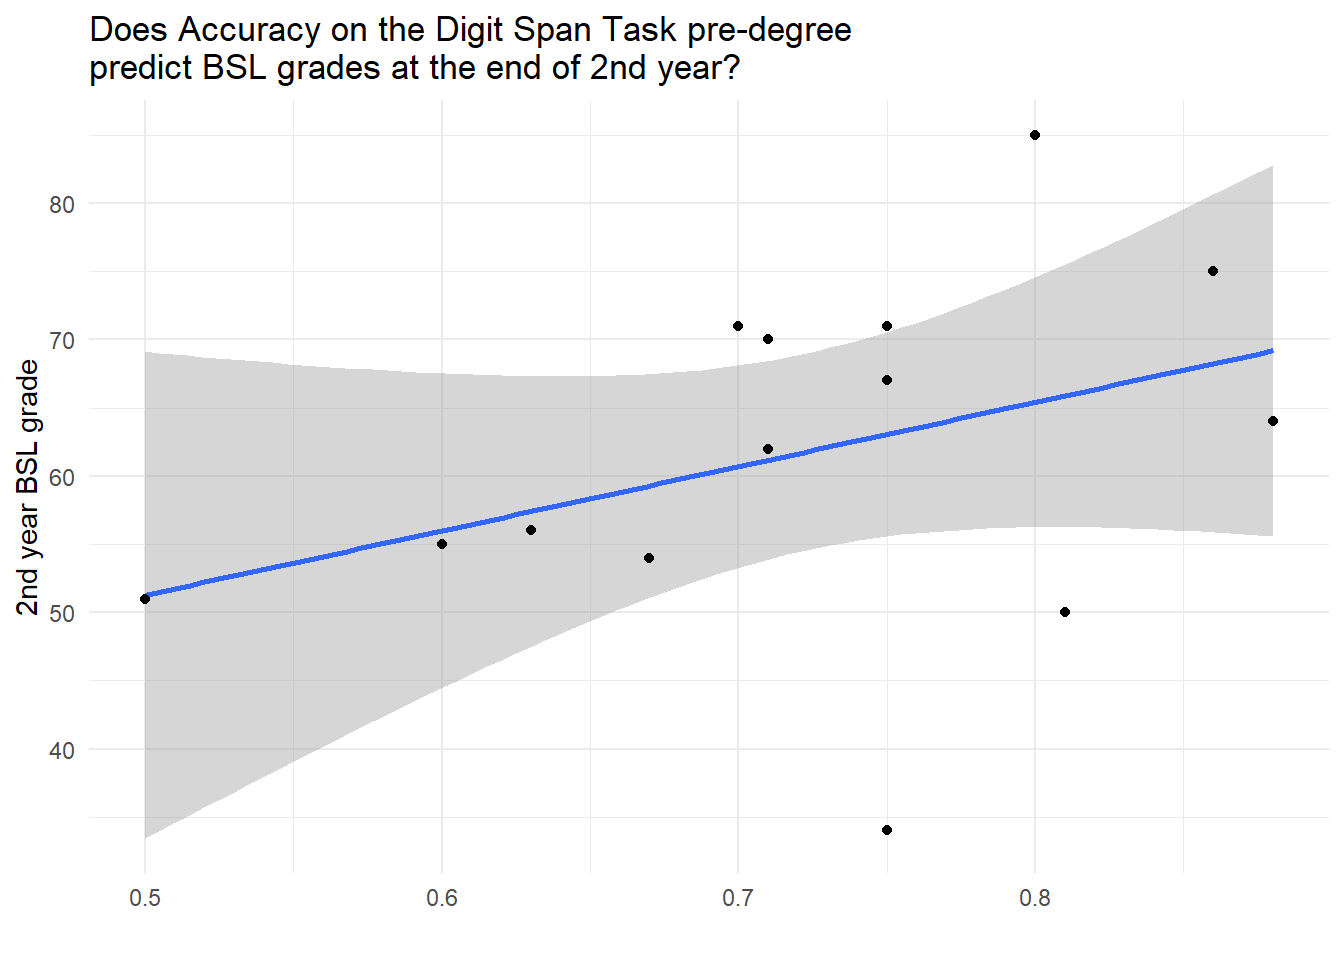 Does Accuracy on the Digit Span Task pre-degree
predict BSL grades at the end of 2nd year?
2nd year BSL grade
80
70
60
50
40
0.5 0.6 0.7 0.8